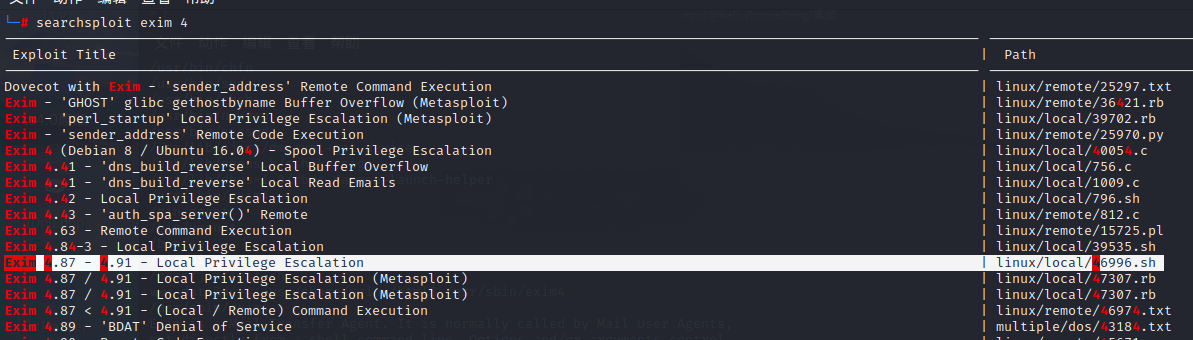 文件 动作 编辑 查看 帮助
# searchsploit exim 4
文件 动作 编辑 查看 帮助
Exploit Title | Path
Dovecot with Exim - 'sender_address' Remote Command Execution | linux/remote/25297.txt
Exim - 'GHOST' glibc gethostbyname Buffer Overflow (Metasploit) | linux/remote/36421.rb
Exim - 'perl_startup' Local Privilege Escalation (Metasploit) | linux/local/39702.rb
Exim - 'sender_address' Remote Code Execution | linux/remote/25970.py
Exim 4 (Debian 8 / Ubuntu 16.04) - Spool Privilege Escalation | linux/local/40054.c
Exim 4.41 - 'dns_build_reverse' Local Buffer Overflow | linux/local/756.c
Exim 4.41 - 'dns_build_reverse' Local Read Emails | linux/local/1009.c
Exim 4.42 - Local Privilege Escalation | linux/local/796.sh
Exim 4.43 - 'auth_spa_server()' Remote | linux/remote/812.c
Exim 4.63 - Remote Command Execution | linux/remote/15725.pl
Exim 4.84-3 - Local Privilege Escalation | linux/local/39535.sh
Exim 4.87 - 4.91 - Local Privilege Escalation | linux/local/46996.sh
Exim 4.87 / 4.91 - Local Privilege Escalation (Metasploit) | linux/local/47307.rb
Exim 4.87 / 4.91 - Local Privilege Escalation (Metasploit) | linux/local/47307.rb
Exim 4.87 < 4.91 - (Local / Remote) Command Execution | linux/remote/46974.txt
Exim 4.89 - 'BDAT' Denial of Service | multiple/dos/43184.txt